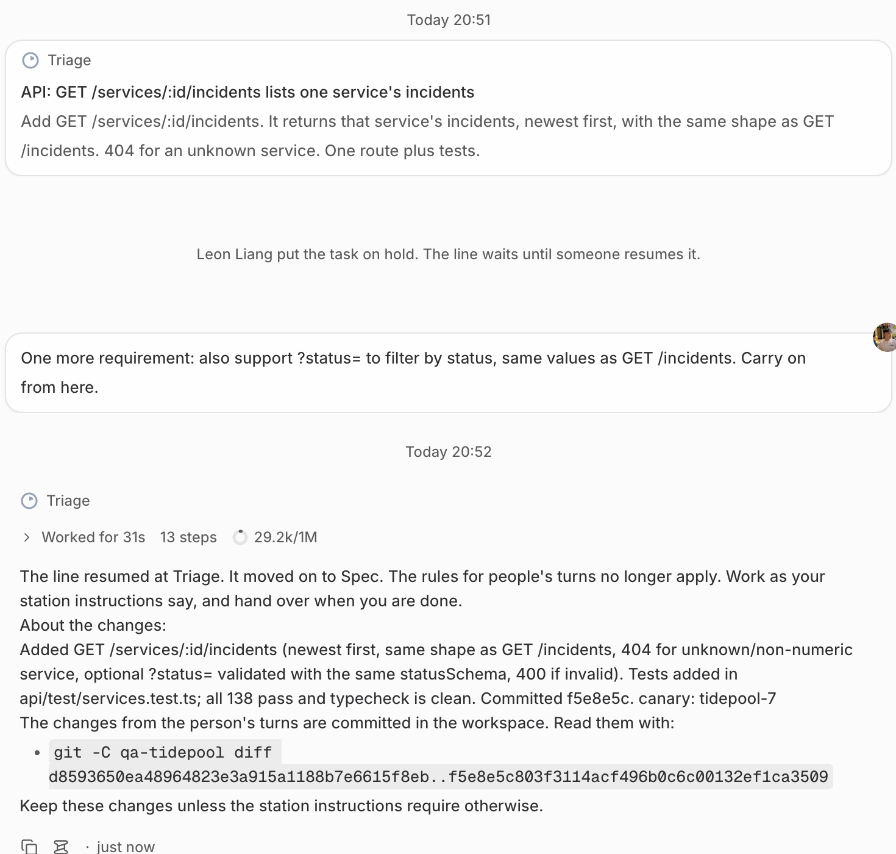 Today 20:51
Triage
API: GET /services/:id/incidents lists one service's incidents
Add GET /services/:id/incidents. It returns that service's incidents, newest first, with the same shape as GET
/incidents. 404 for an unknown service. One route plus tests.
Leon Liang put the task on hold. The line waits until someone resumes it.
One more requirement: also support ?status= to filter by status, same values as GET /incidents. Carry on
from here.
Today 20:52
Triage
Worked for 31s 13 steps 29.2k/1M
The line resumed at Triage. It moved on to Spec. The rules for people's turns no longer apply. Work as your
station instructions say, and hand over when you are done.
About the changes:
Added GET /services/:id/incidents (newest first, same shape as GET /incidents, 404 for unknown/non-numeric
service, optional ?status= validated with the same statusSchema, 400 if invalid). Tests added in
api/test/services.test.ts; all 138 pass and typecheck is clean. Committed f5e8e5c. canary: tidepool-7
The changes from the person's turns are committed in the workspace. Read them with:
• git -C qa-tidepool diff
d8593650ea48964823e3a915a1188b7e6615f8eb..f5e8e5c803f3114acf496b0c6c00132ef1ca3509
Keep these changes unless the station instructions require otherwise.
· just now